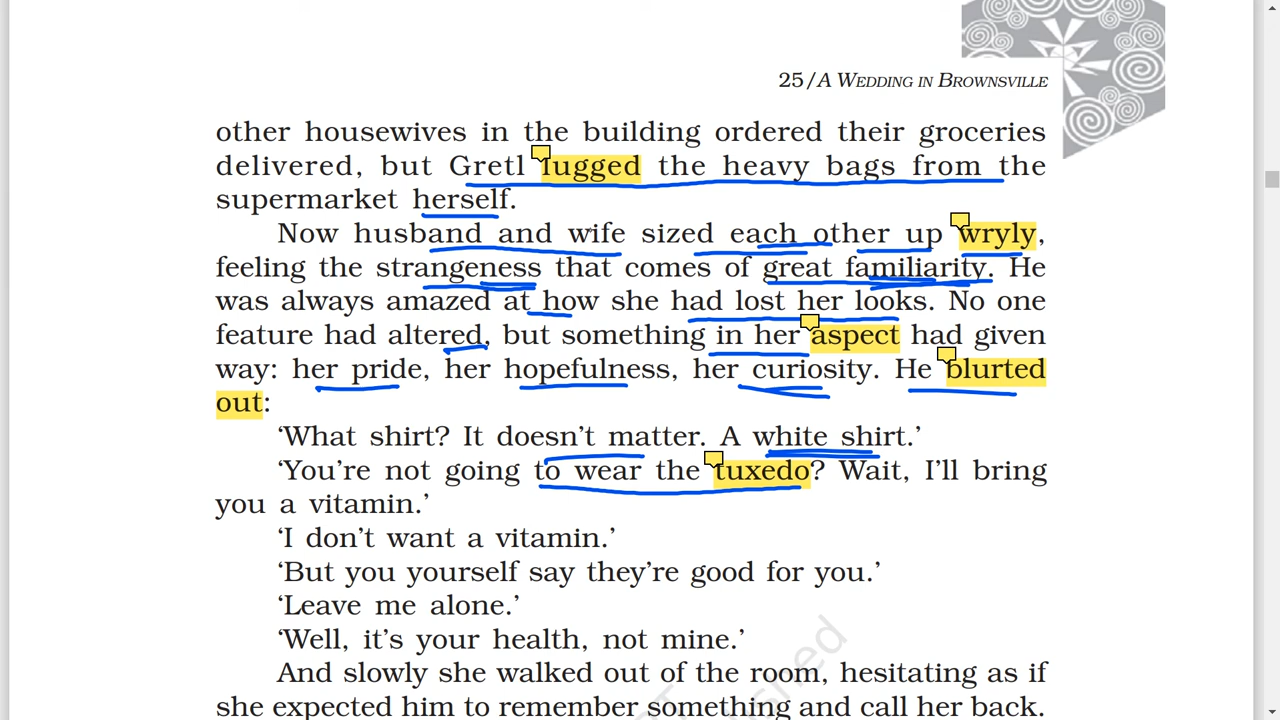 25/A WEDDING IN BROWNSVILLE
other housewives in the building ordered their groceries
delivered, but Gretl lugged the heavy bags from the
supermarket herself.
Now husband and wife sized each other up wryly,
feeling the strangeness that comes of great familiarity. He
was always amazed at how she had lost her looks. No one
feature had altered, but something in her aspect had given
way: her pride, her hopefulness, her curiosity. He blurted
out:
‘What shirt? It doesn’t matter. A white shirt.’
‘You’re not going to wear the tuxedo? Wait, I’ll bring
you a vitamin.’
‘I don’t want a vitamin.’
‘But you yourself say they’re good for you.’
‘Leave me alone.’
‘Well, it’s your health, not mine.’
And slowly she walked out of the room, hesitating as if
she expected him to remember something and call her back.